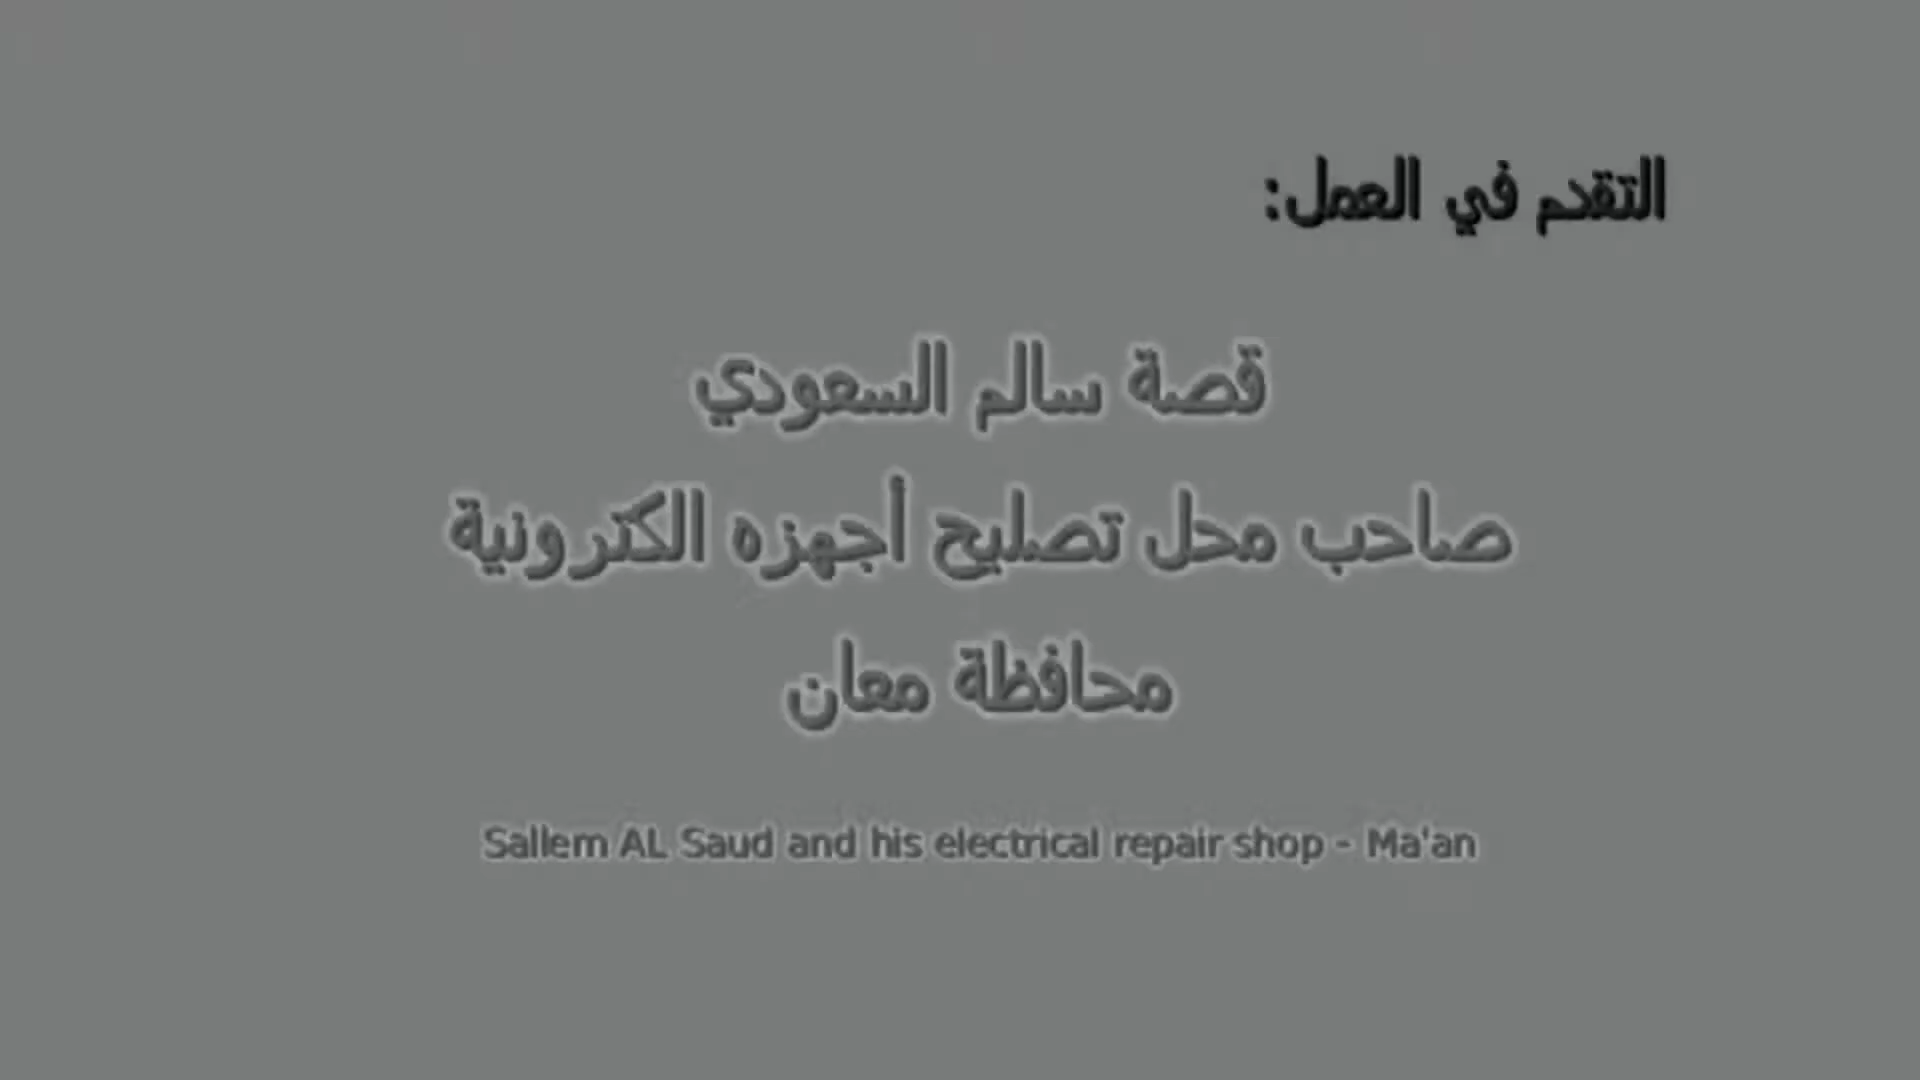 التقدم في العمل:
قصة سالم السعودي
صاحب محل تصليح أجهزه الكترونية
محافظة معان
Sallem AL Saud and his electrical repair shop - Ma'an